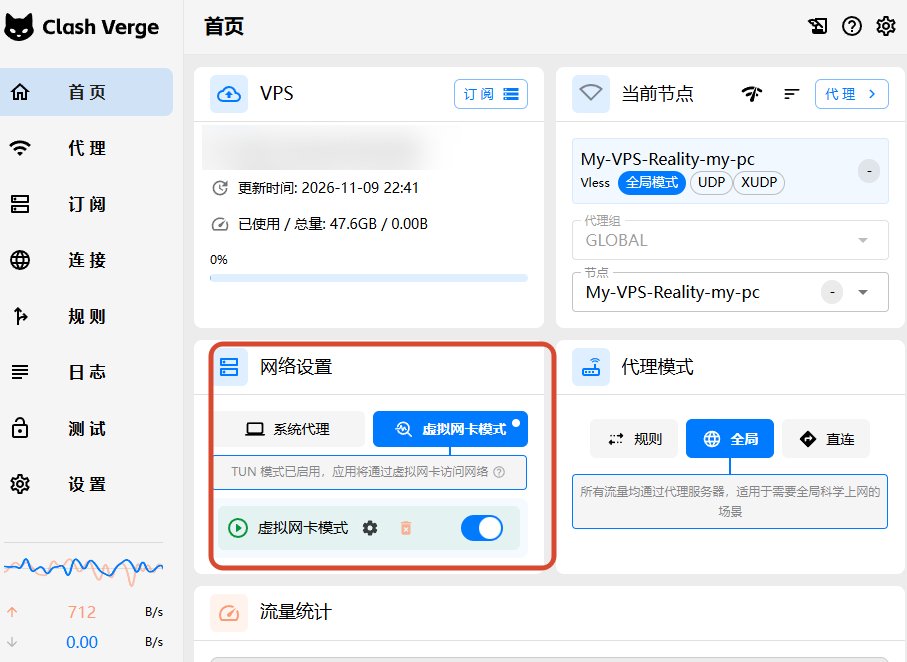 Clash Verge
首页
首页
代理
订阅
连接
规则
日志
测试
设置
712 B/s
0.00 B/s
VPS
订阅
更新时间: 2026-11-09 22:41
已使用 / 总量: 47.6GB / 0.00B
0%
当前节点
代理
My-VPS-Reality-my-pc
Vless 全局模式 UDP XUDP
-
代理组
GLOBAL
节点
My-VPS-Reality-my-pc -
网络设置
系统代理 虚拟网卡模式
TUN 模式已启用，应用将通过虚拟网卡访问网络
虚拟网卡模式
代理模式
规则 全局 直连
所有流量均通过代理服务器，适用于需要全局科学上网的
场景
流量统计